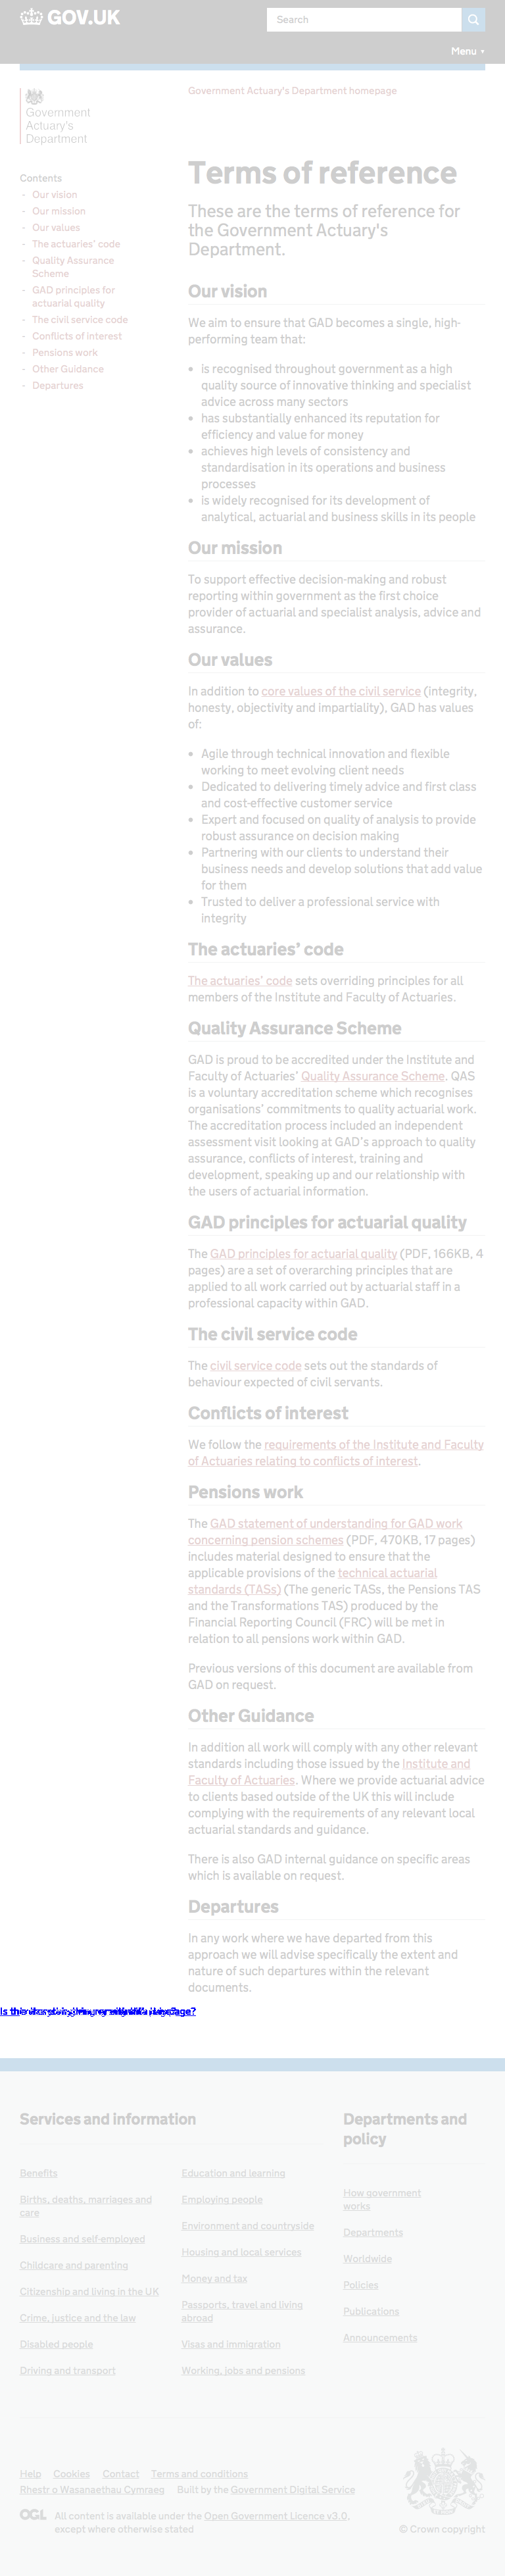 GOV.UK
Search
Menu
Government
Actuary's
Department
Government Actuary's Department homepage
Contents
- Our vision
- Our mission
- Our values
- The actuaries' code
- Quality Assurance
Scheme
- GAD principles for
actuarial quality
- The civil service code
- Conflicts of interest
- Pensions work
- Other Guidance
- Departures
Terms of reference
These are the terms of reference for
the Government Actuary's
Department.
Our vision
We aim to ensure that GAD becomes a single, high-
performing team that:
• is recognised throughout government as a high
quality source of innovative thinking and specialist
advice across many sectors
• has substantially enhanced its reputation for
efficiency and value for money
• achieves high levels of consistency and
standardisation in its operations and business
processes
• is widely recognised for its development of
analytical, actuarial and business skills in its people
Our mission
To support effective decision-making and robust
reporting within government as the first choice
provider of actuarial and specialist analysis, advice and
assurance.
Our values
In addition to core values of the civil service (integrity,
honesty, objectivity and impartiality), GAD has values
of:
• Agile through technical innovation and flexible
working to meet evolving client needs
• Dedicated to delivering timely advice and first class
and cost-effective customer service
• Expert and focused on quality of analysis to provide
robust assurance on decision making
• Partnering with our clients to understand their
business needs and develop solutions that add value
for them
• Trusted to deliver a professional service with
integrity
The actuaries’ code
The actuaries’ code sets overriding principles for all
members of the Institute and Faculty of Actuaries.
Quality Assurance Scheme
GAD is proud to be accredited under the Institute and
Faculty of Actuaries’ Quality Assurance Scheme. QAS
is a voluntary accreditation scheme which recognises
organisations’ commitments to quality actuarial work.
The accreditation process included an independent
assessment visit looking at GAD’s approach to quality
assurance, conflicts of interest, training and
development, speaking up and our relationship with
the users of actuarial information.
GAD principles for actuarial quality
The GAD principles for actuarial quality (PDF, 166KB, 4
pages) are a set of overarching principles that are
applied to all work carried out by actuarial staff in a
professional capacity within GAD.
The civil service code
The civil service code sets out the standards of
behaviour expected of civil servants.
Conflicts of interest
We follow the requirements of the Institute and Faculty
of Actuaries relating to conflicts of interest.
Pensions work
The GAD statement of understanding for GAD work
concerning pension schemes (PDF, 470KB, 17 pages)
includes material designed to ensure that the
applicable provisions of the technical actuarial
standards (TASs) (The generic TASs, the Pensions TAS
and the Transformations TAS) produced by the
Financial Reporting Council (FRC) will be met in
relation to all pensions work within GAD.
Previous versions of this document are available from
GAD on request.
Other Guidance
In addition all work will comply with any other relevant
standards including those issued by the Institute and
Faculty of Actuaries. Where we provide actuarial advice
to clients based outside of the UK this will include
complying with the requirements of any relevant local
actuarial standards and guidance.
There is also GAD internal guidance on specific areas
which is available on request.
Departures
In any work where we have departed from this
approach we will advise specifically the extent and
nature of such departures within relevant
documents.
Services and information
Benefits
Births, deaths, marriages and
care
Business and self-employed
Childcare and parenting
Citizenship and living in the UK
Crime, justice and the law
Disabled people
Driving and transport
Education and learning
Employing people
Environment and countryside
Housing and local services
Money and tax
Passports, travel and living
abroad
Visas and immigration
Working, jobs and pensions
Departments and
policy
How government
works
Departments
Worldwide
Policies
Publications
Announcements
Help Cookies Contact Terms and conditions
Rhestr o Wasanaethau Cymraeg Built by the Government Digital Service
OGL All content is available under the Open Government Licence v3.0,
except where otherwise stated
© Crown copyright